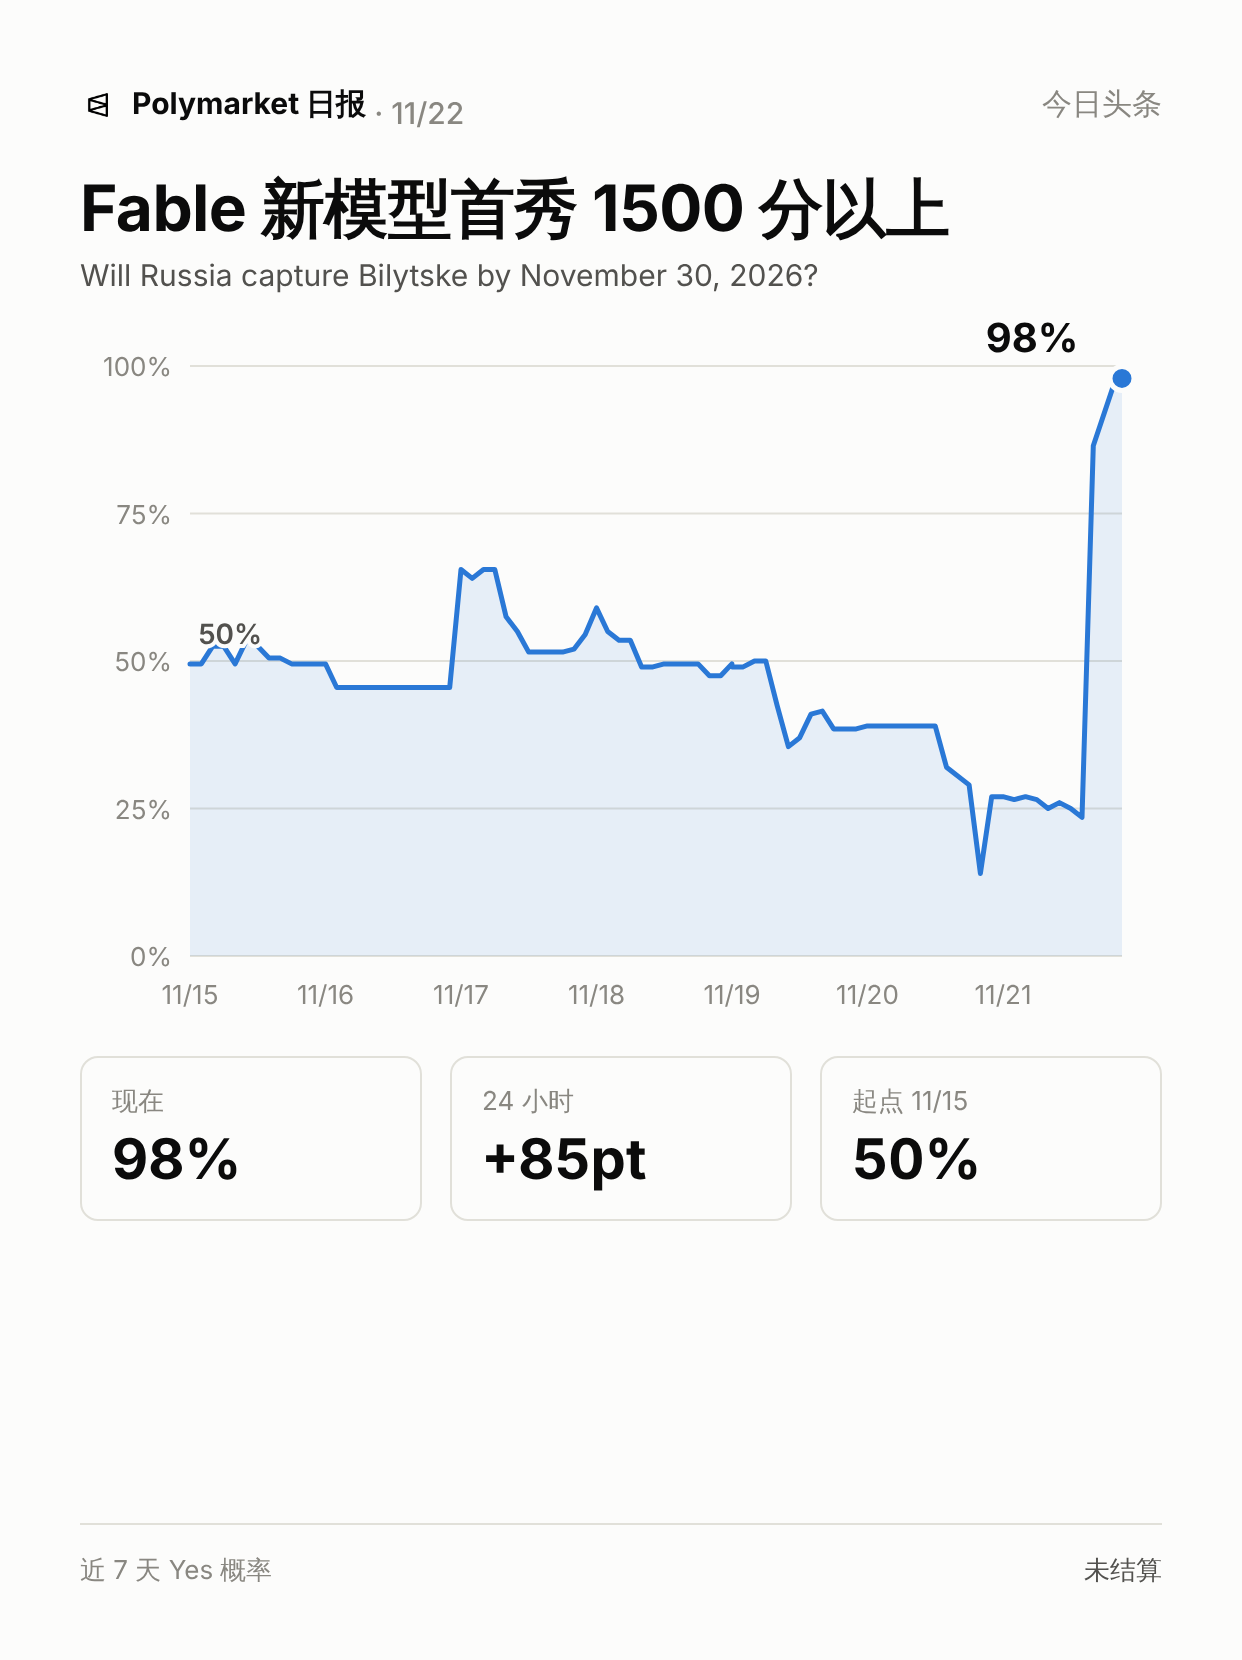 Polymarket 日报 · 11/22
今日头条
Fable 新模型首秀 1500 分以上
Will Russia capture Bilytske by November 30, 2026?
98%
100%
75%
50%
50%
25%
0%
11/15 11/16 11/17 11/18 11/19 11/20 11/21
现在
98%
24 小时
+85pt
起点 11/15
50%
近 7 天 Yes 概率
未结算